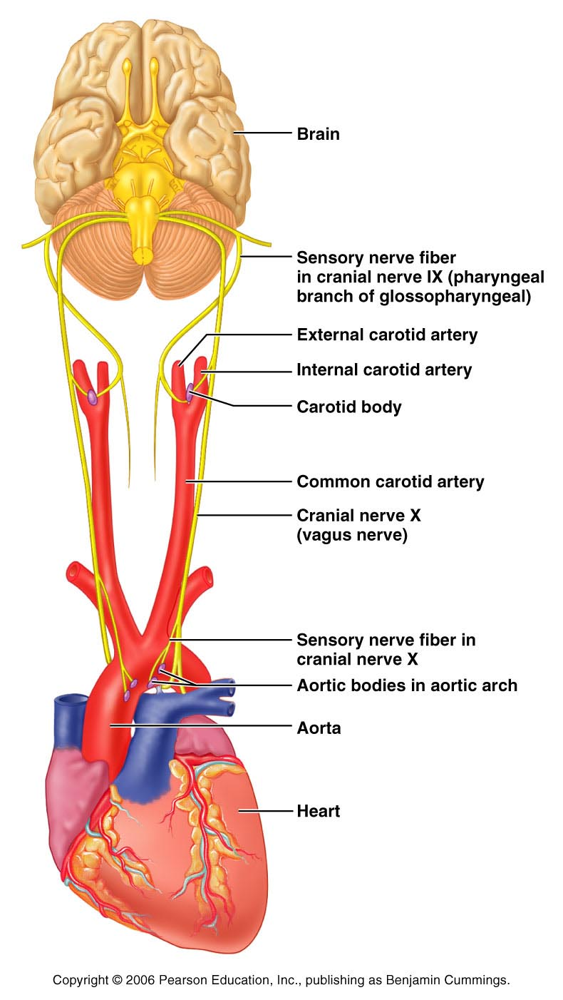 Brain
Sensory nerve fiber
in cranial nerve IX (pharyngeal
branch of glossopharyngeal)
External carotid artery
Internal carotid artery
Carotid body
Common carotid artery
Cranial nerve X
(vagus nerve)
Sensory nerve fiber in
cranial nerve X
Aortic bodies in aortic arch
Aorta
Heart
Copyright © 2006 Pearson Education, Inc., publishing as Benjamin Cummings.